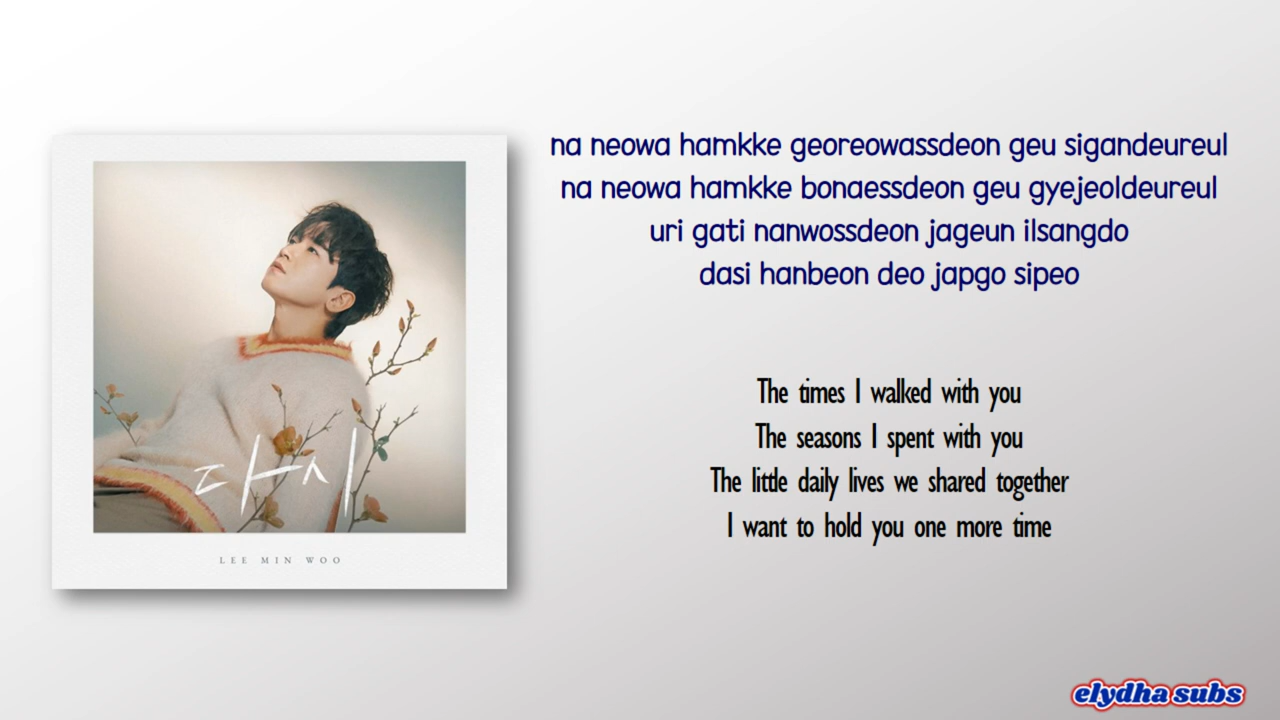 다시
LEE MIN WOO
na neowa hamkke georeowassdeon geu sigandeureul
na neowa hamkke bonaessdeon geu gyejeoldeureul
uri gati nanwossdeon jageun ilsangdo
dasi hanbeon deo japgo sipeo
The times I walked with you
The seasons I spent with you
The little daily lives we shared together
I want to hold you one more time
elydha subs